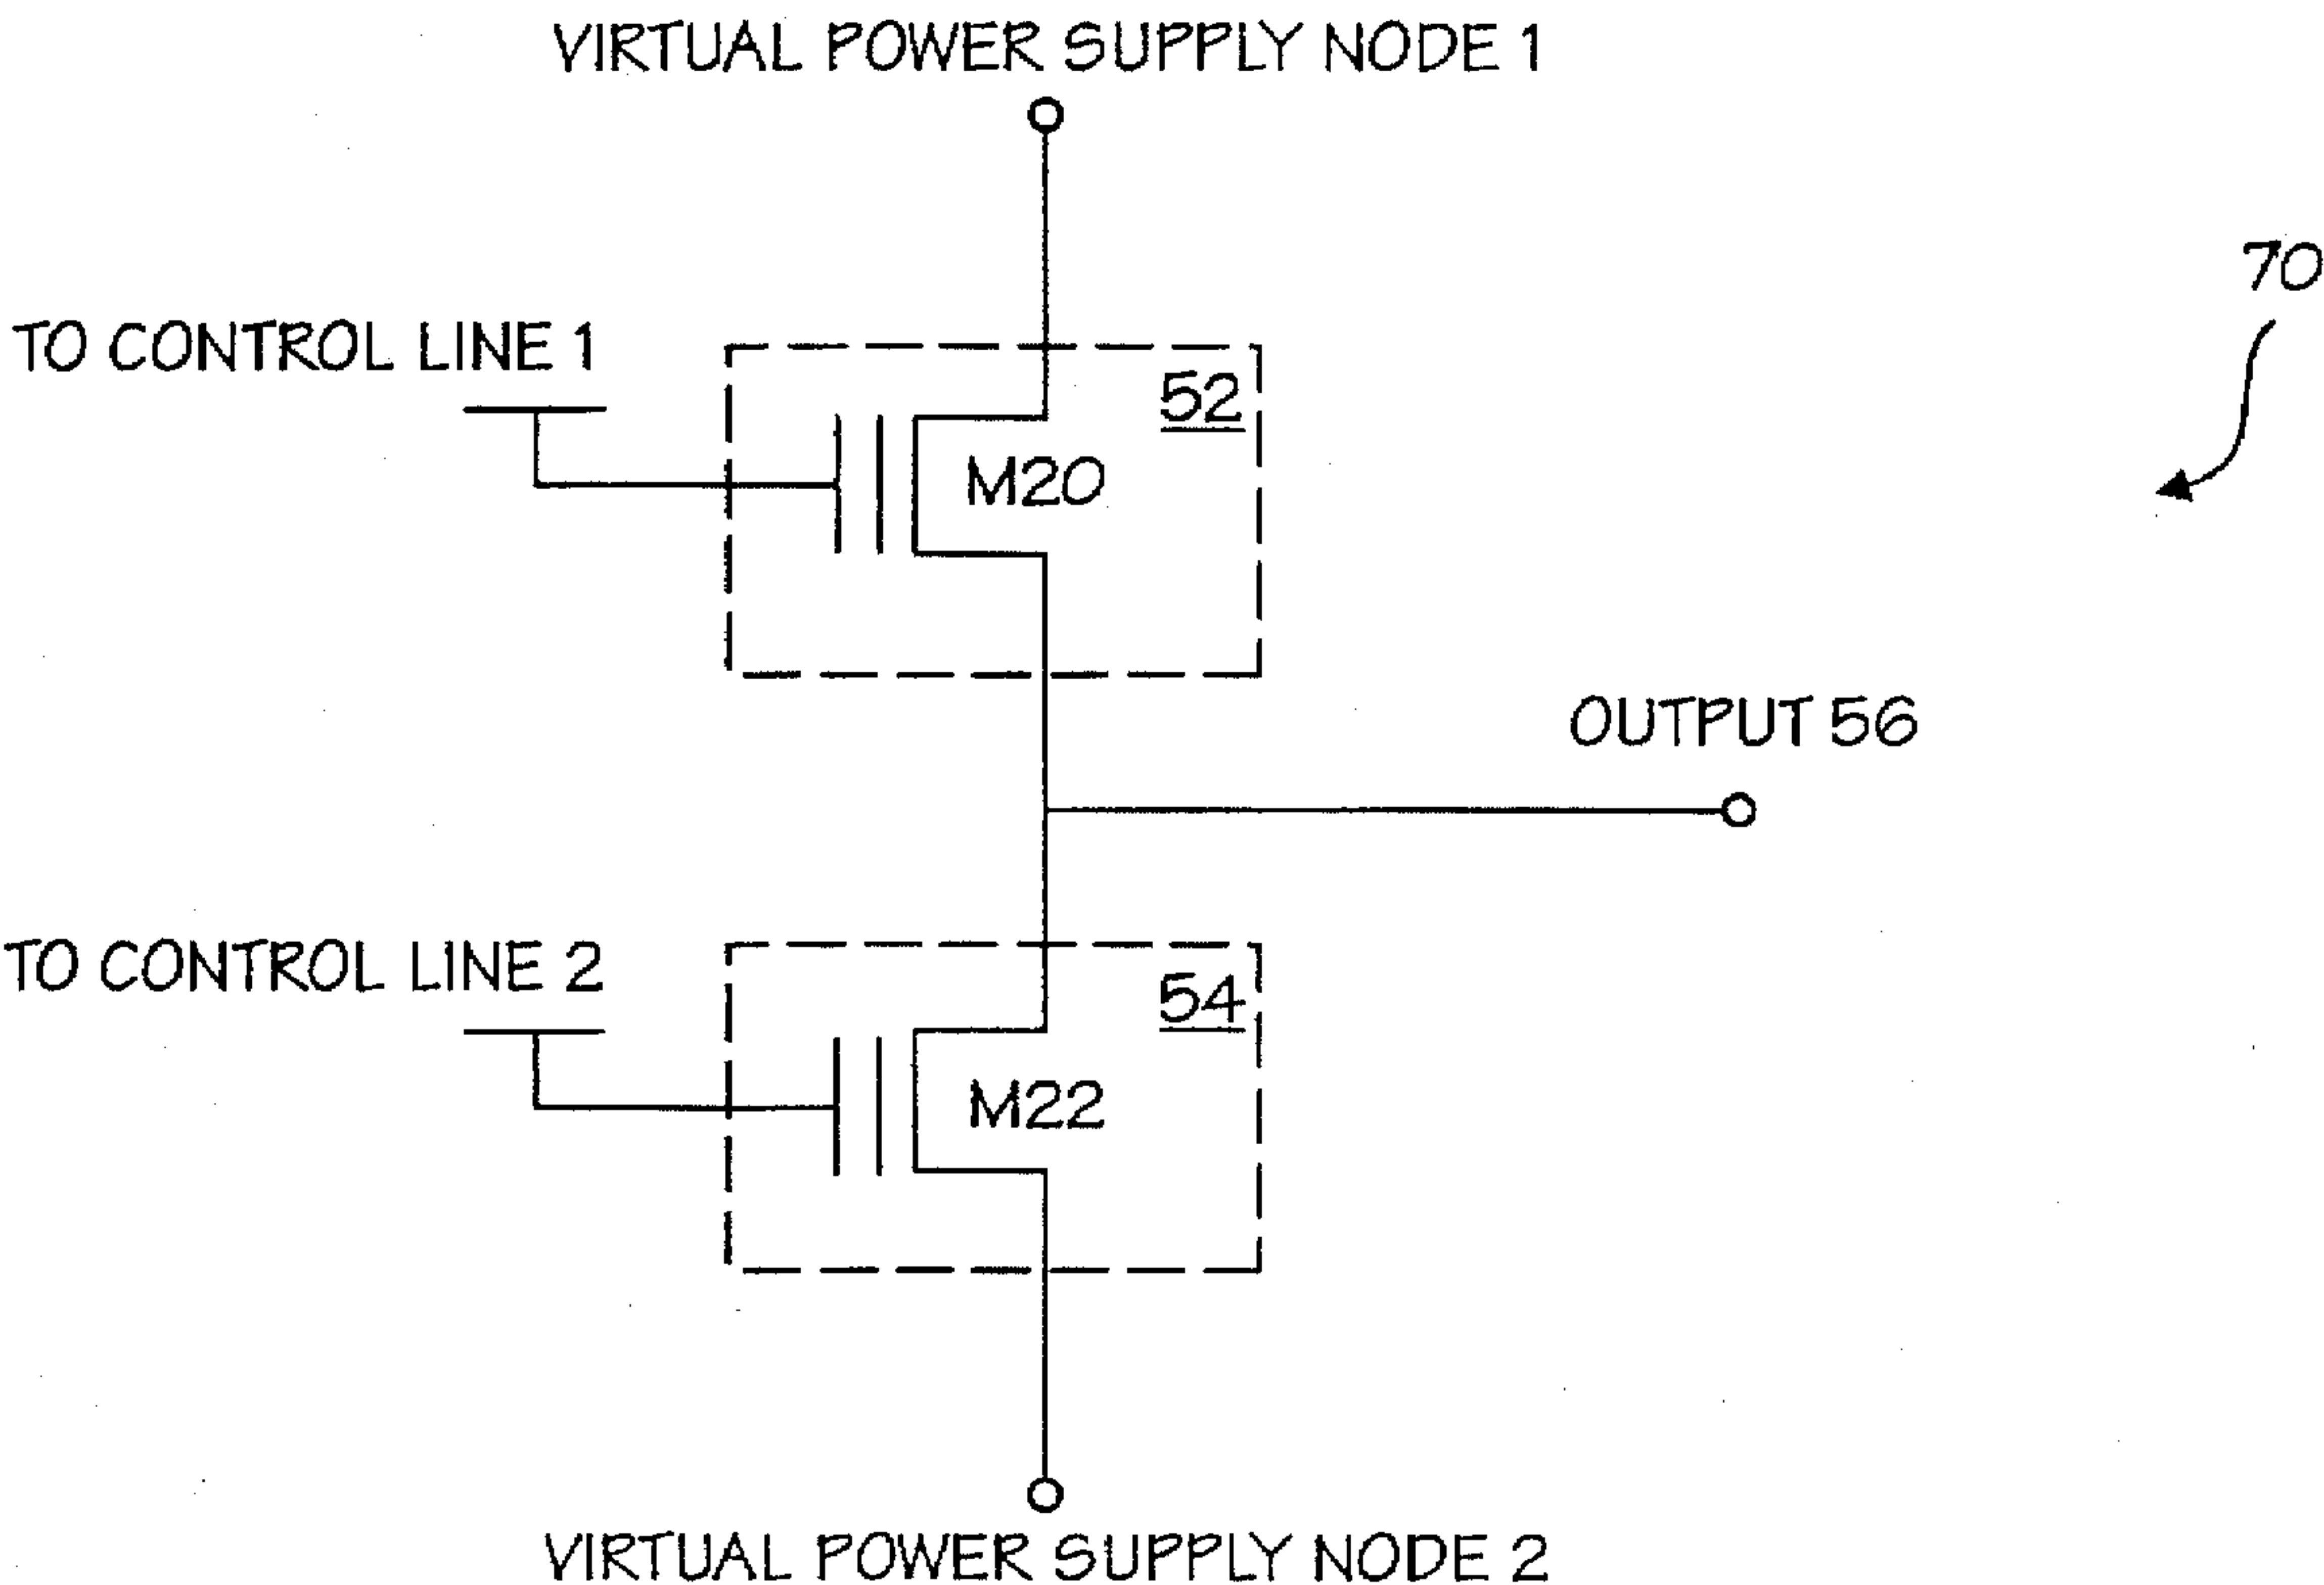 VIRTUAL POWER SUPPLY NODE 1
70
TO CONTROL LINE 1
52
M20
OUTPUT 56
TO CONTROL LINE 2
54
M22
VIRTUAL POWER SUPPLY NODE 2